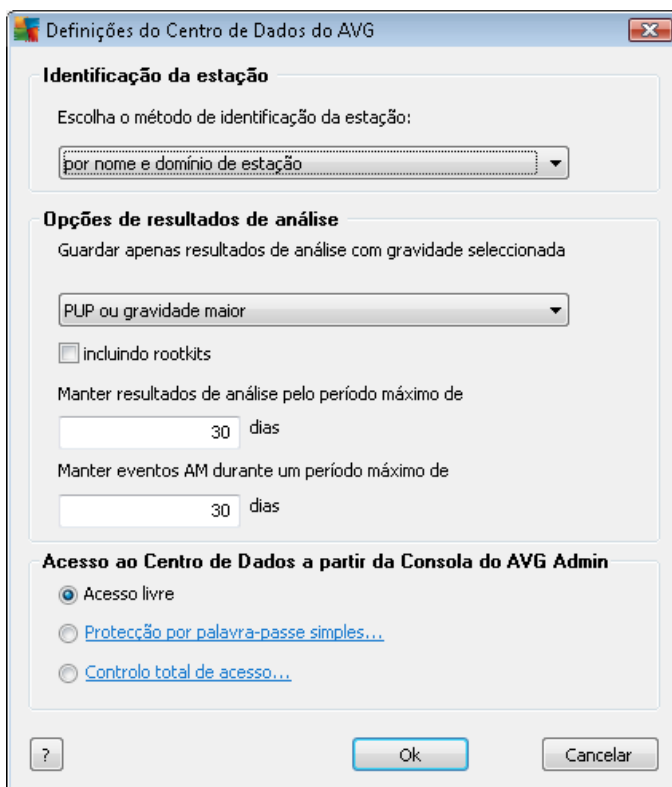 Definições do Centro de Dados do AVG
Identificação da estação
Escolha o método de identificação da estação:
por nome e domínio de estação
Opções de resultados de análise
Guardar apenas resultados de análise com gravidade seleccionada
PUP ou gravidade maior
incluindo rootkits
Manter resultados de análise pelo período máximo de
30 dias
Manter eventos AM durante um período máximo de
30 dias
Acesso ao Centro de Dados a partir da Consola do AVG Admin
Acesso livre
Protecção por palavra-passe simples...
Controlo total de acesso...
? Ok Cancelar